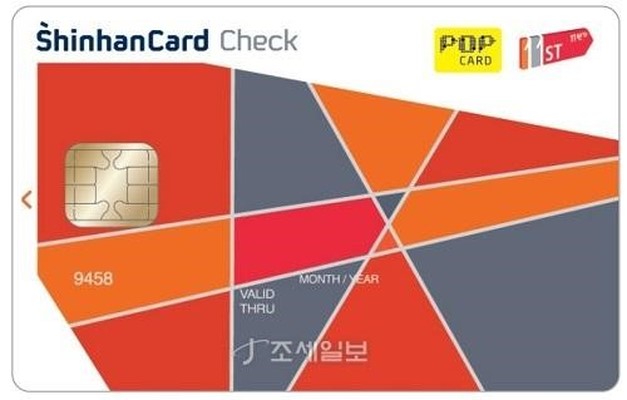 ShinhanCard Check
POP
CARD
11ST
9458
MONTH / YEAR
VALID
THRU
조세일보